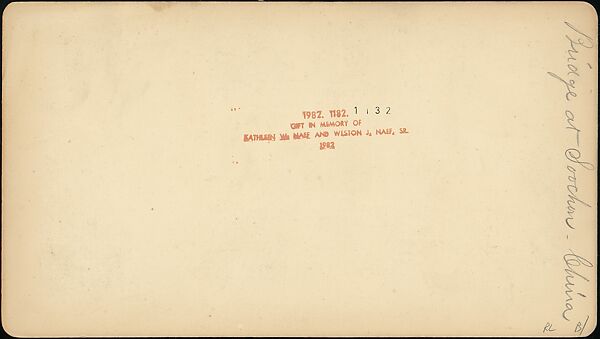 1982. 1182. 1132
GIFT IN MEMORY OF
KATHLEEN W. NAEF AND WESTON J. NAEF, SR.
1982
Bridge at Soochow - China
RL